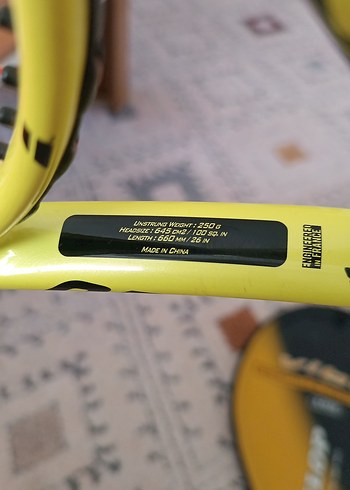 Unstrung Weight : 250 g
Headsize : 645 cm2 / 100 sq. in
Length : 660 mm / 26 in
Made in China
ENGINEERED
IN FRANCE